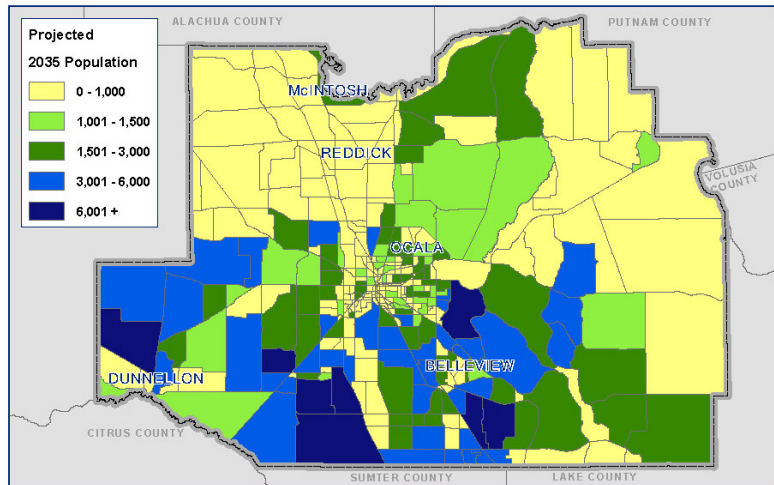 ALACHUA COUNTY
PUTNAM COUNTY
Projected
2035 Population
0 - 1,000
1,001 - 1,500
1,501 - 3,000
3,001 - 6,000
6,001 +
McINTOSH
REDDICK
VOLUSIA
COUNTY
OCALA
BELLEVIEW
DUNNELLON
CITRUS COUNTY
SUMTER COUNTY
LAKE COUNTY